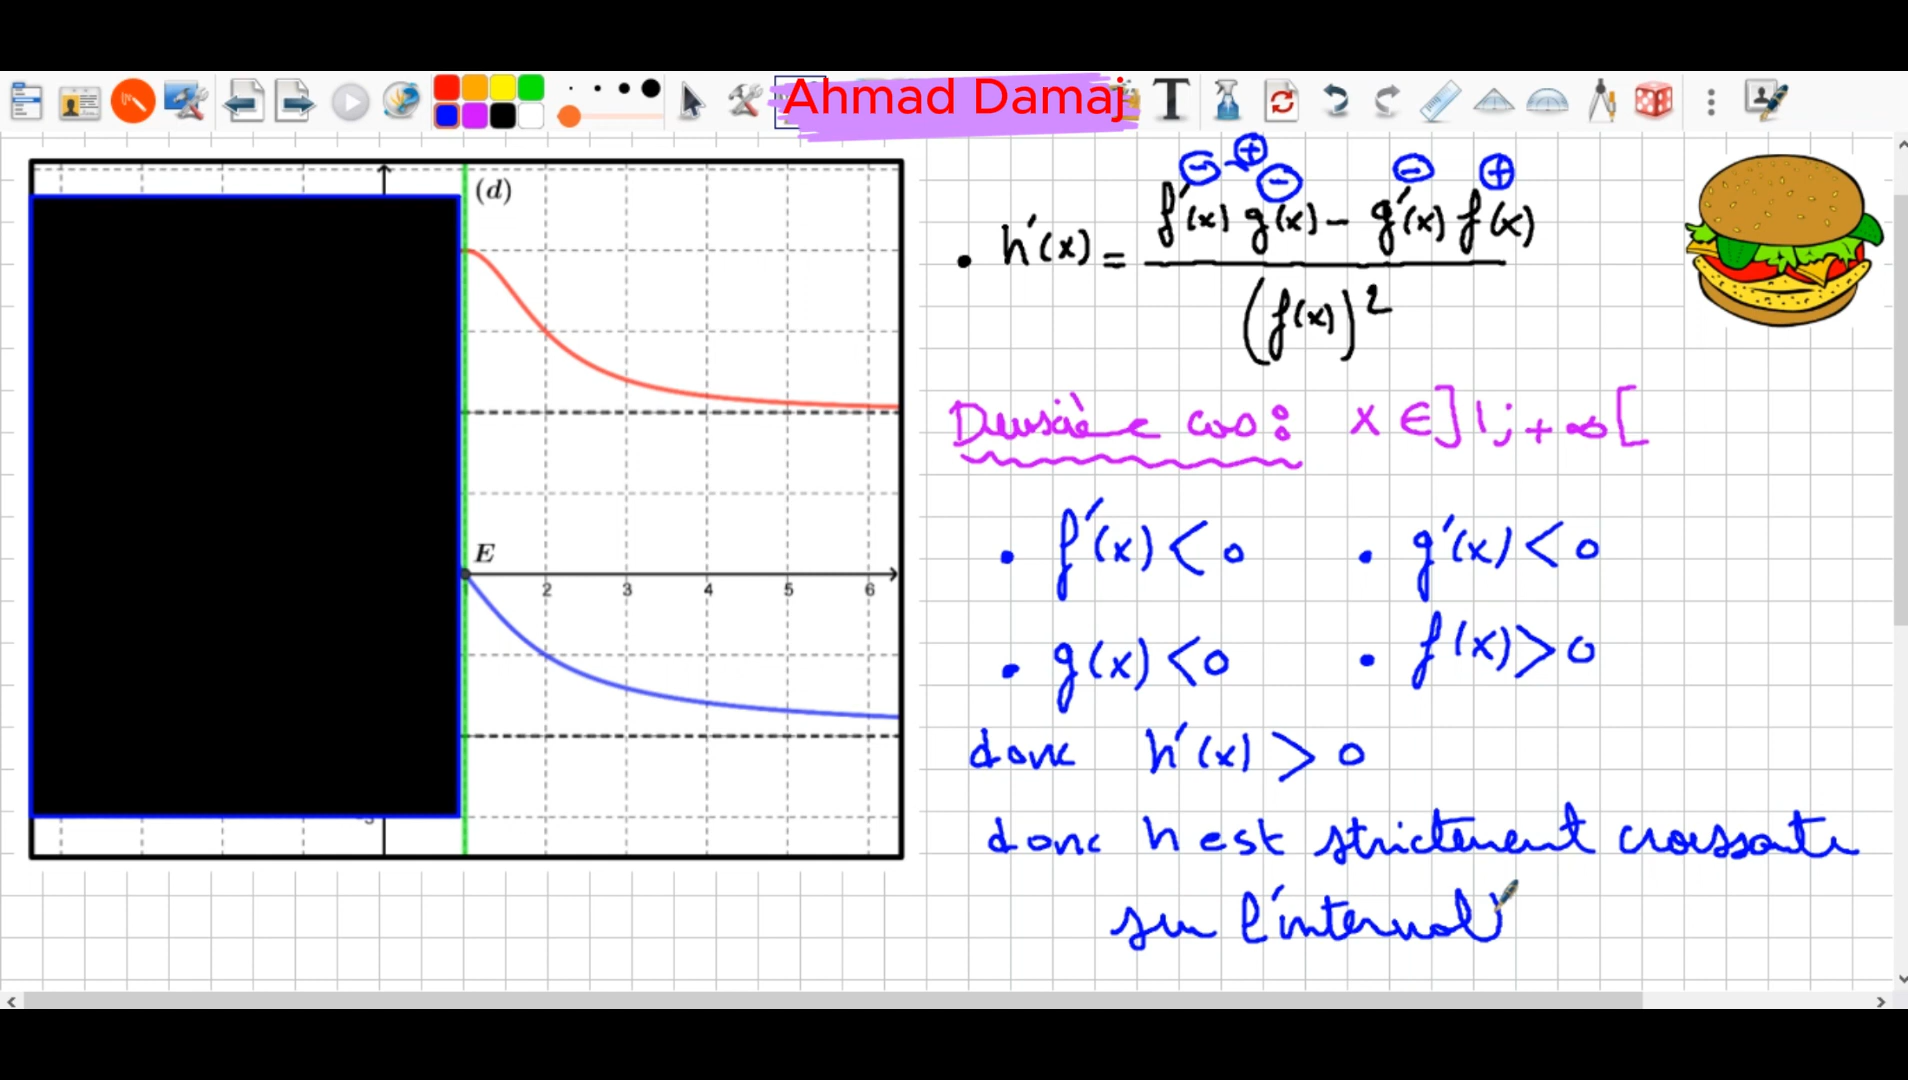 Ahmad Damaj
T
(d)
E
2 3 4 5 6
- + - - +
• h'(x) = f'(x) g(x) - g'(x) f(x)
(f(x))²
Deuxième cas: x ∈ ]1; +∞[
• f'(x) < 0 • g'(x) < 0
• g(x) < 0 • f(x) > 0
donc h'(x) > 0
donc h est strictement croissante
sur l'interval